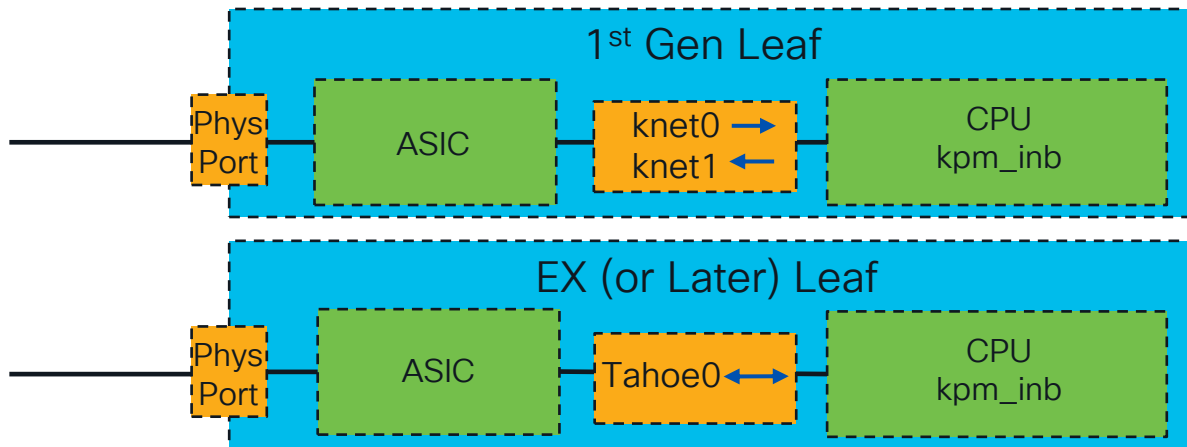 1st Gen Leaf
Phys
Port
ASIC
knet0
knet1
CPU
kpm_inb
EX (or Later) Leaf
Phys
Port
ASIC
Tahoe0
CPU
kpm_inb